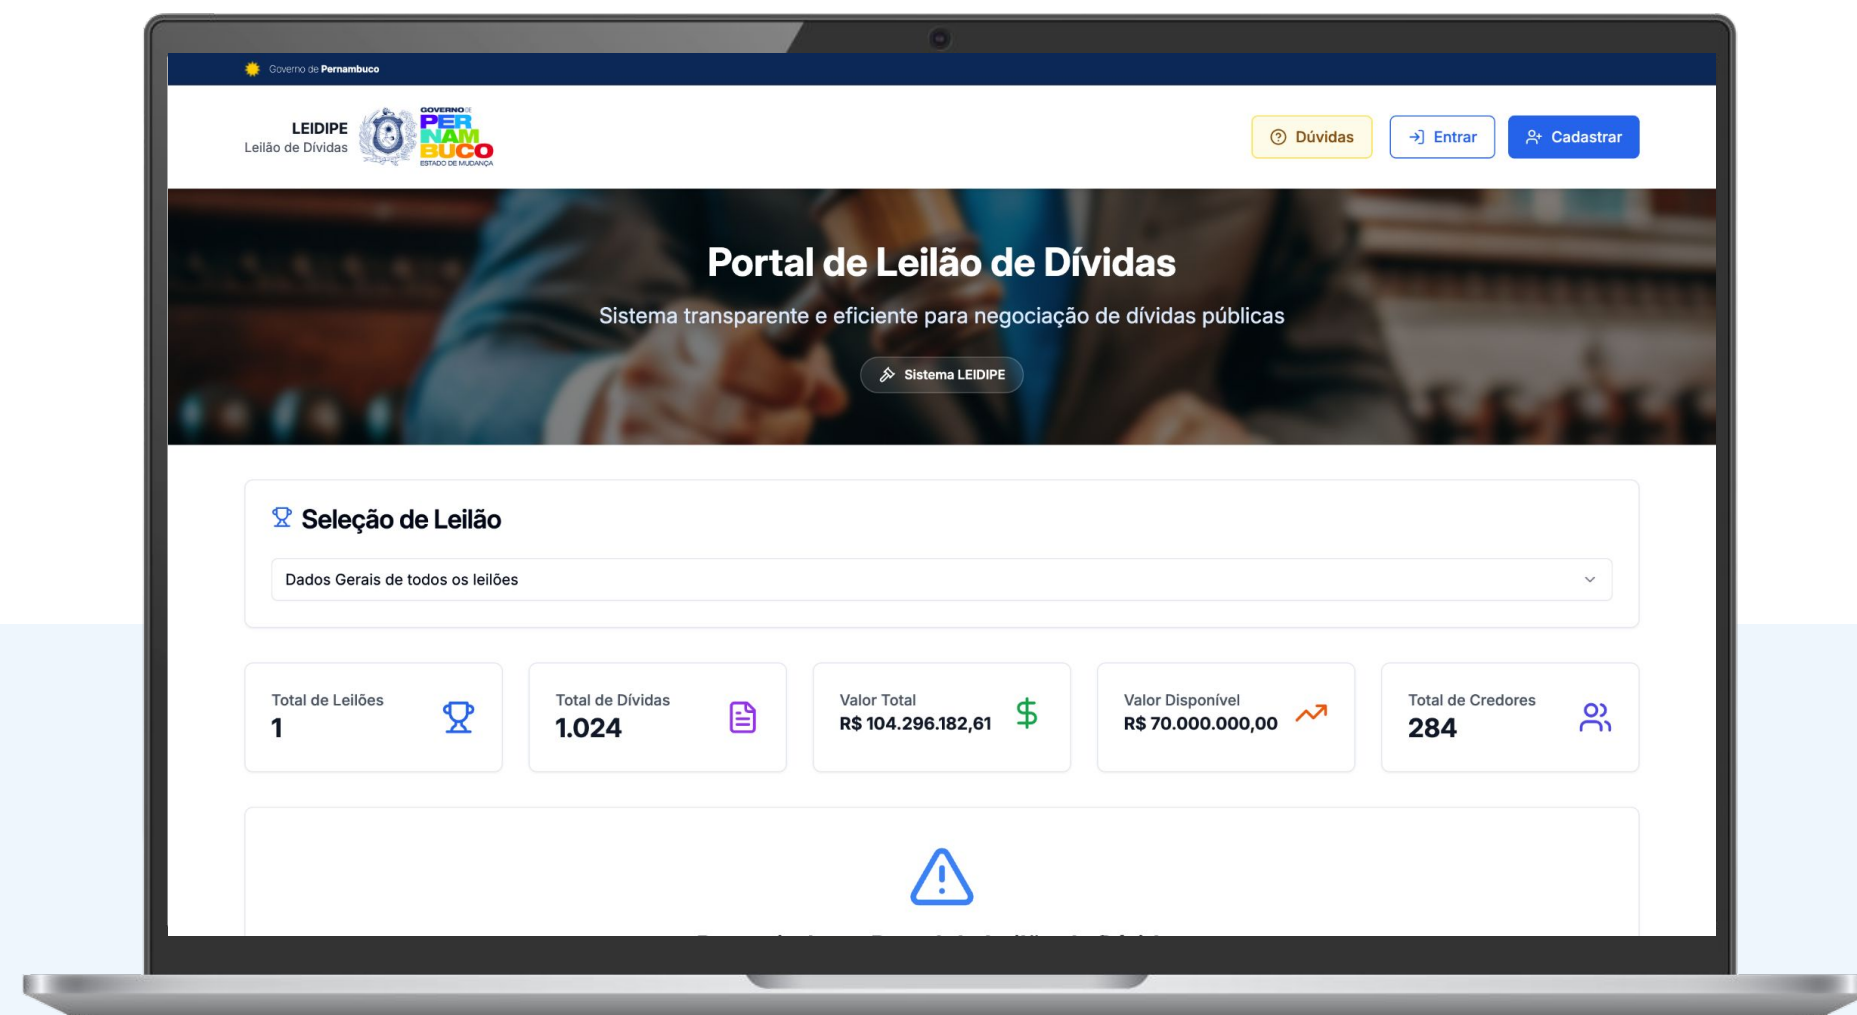 Governo de Pernambuco
LEIDIPE
Leilão de Dívidas
GOVERNO DE
PER
NAM
BUCO
ESTADO DE MUDANÇA
Dúvidas
Entrar
Cadastrar
Portal de Leilão de Dívidas
Sistema transparente e eficiente para negociação de dívidas públicas
Sistema LEIDIPE
Seleção de Leilão
Dados Gerais de todos os leilões
Total de Leilões
1
Total de Dívidas
1.024
Valor Total
R$ 104.296.182,61
Valor Disponível
R$ 70.000.000,00
Total de Credores
284